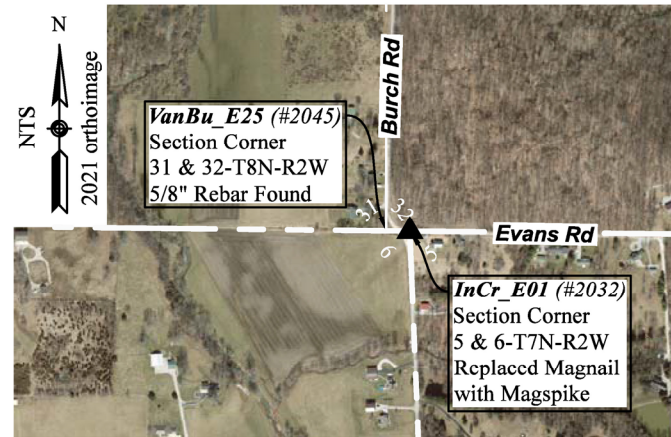 N
NTS
2021 orthoimage
Burch Rd
VanBu_E25 (#2045)
Section Corner
31 & 32-T8N-R2W
5/8" Rebar Found
31
32
Evans Rd
6
5
InCr_E01 (#2032)
Section Corner
5 & 6-T7N-R2W
Replaced Magnail
with Magspike